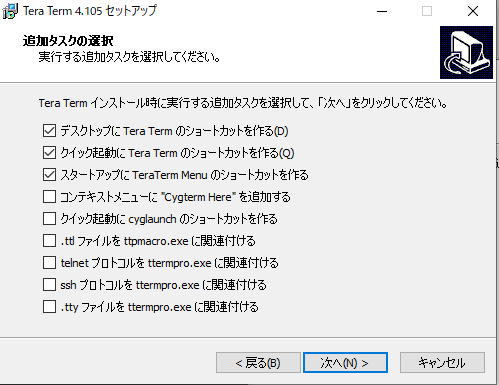 Tera Term 4.105 セットアップ
追加タスクの選択
実行する追加タスクを選択してください。
Tera Term インストール時に実行する追加タスクを選択して、「次へ」をクリックしてください。
デスクトップに Tera Term のショートカットを作る(D)
クイック起動に Tera Term のショートカットを作る(Q)
スタートアップに TeraTerm Menu のショートカットを作る
コンテキストメニューに "Cygterm Here" を追加する
クイック起動に cyglaunch のショートカットを作る
.ttl ファイルを ttpmacro.exe に関連付ける
telnet プロトコルを ttermpro.exe に関連付ける
ssh プロトコルを ttermpro.exe に関連付ける
.tty ファイルを ttermpro.exe に関連付ける
< 戻る(B) 次へ(N) > キャンセル